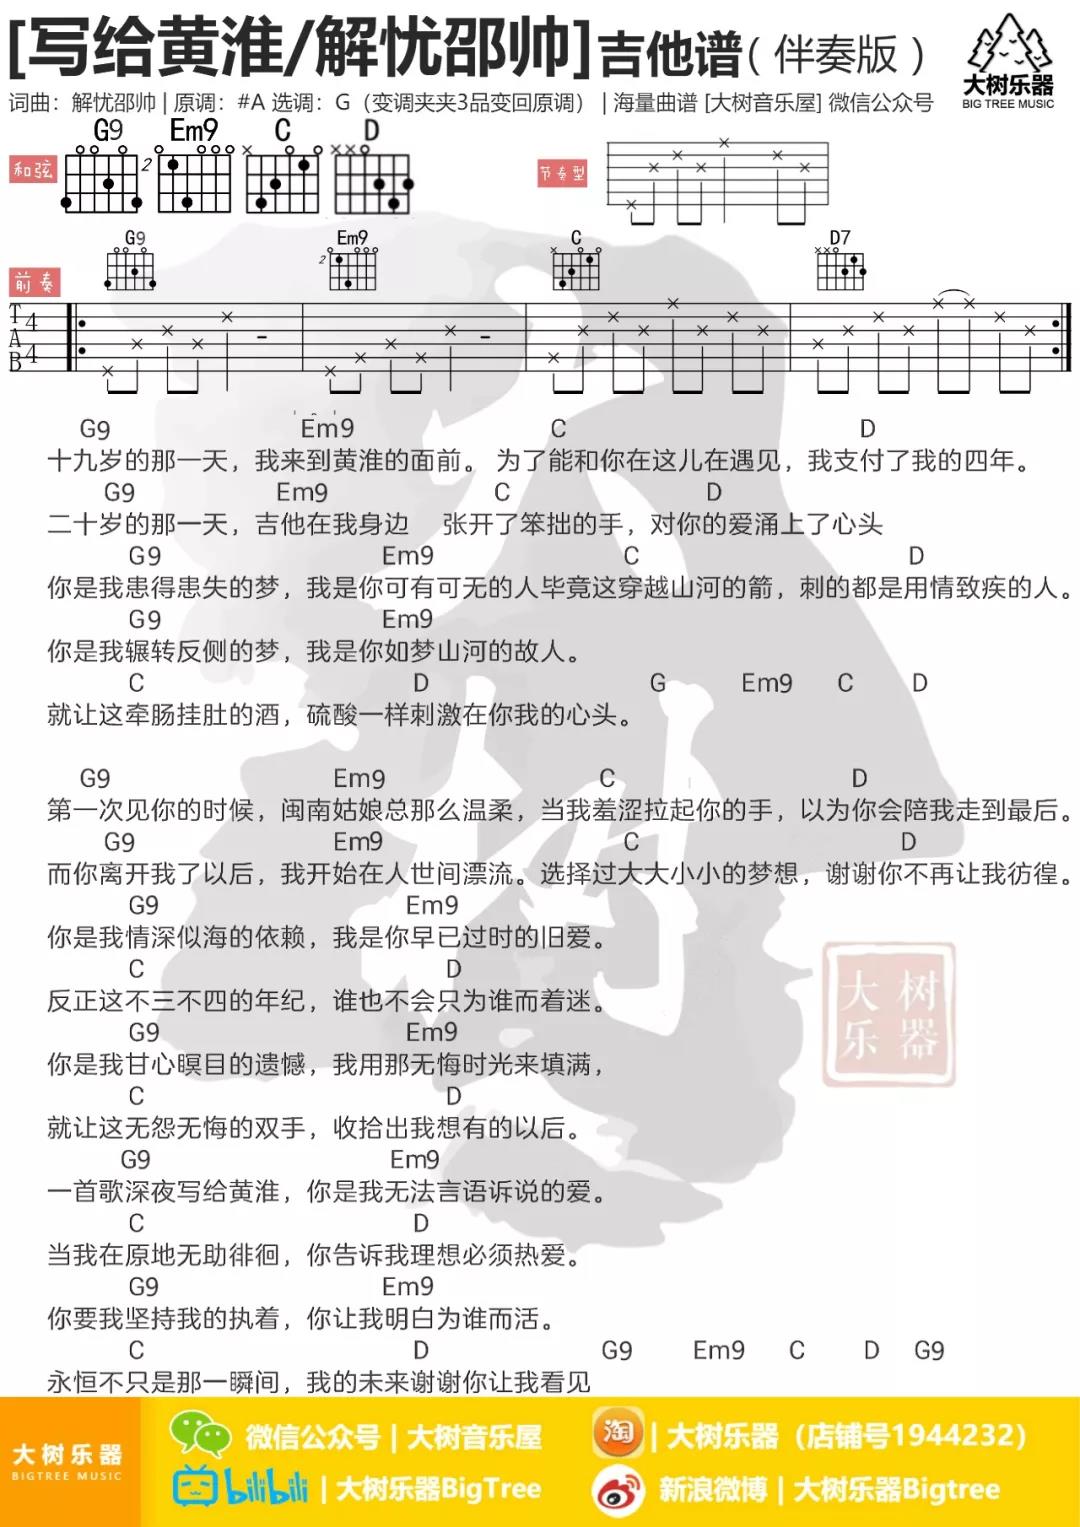 [写给黄淮/解忧邵帅]吉他谱（伴奏版）
大树乐器
BIG TREE MUSIC
词曲：解忧邵帅 | 原调：#A 选调：G（变调夹夹3品变回原调） | 海量曲谱 [大树音乐屋] 微信公众号
和弦 G9 2 Em9 C D 节奏型
前奏 G9 2 Em9 C D7
T A B 4 4
G9 Em9 C D
十九岁的那一天，我来到黄淮的面前。 为了能和你在这儿在遇见，我支付了我的四年。
G9 Em9 C D
二十岁的那一天，吉他在我身边 张开了笨拙的手，对你的爱涌上了心头
G9 Em9 C D
你是我患得患失的梦，我是你可有可无的人毕竟这穿越山河的箭，刺的都是用情致疾的人。
G9 Em9
你是我辗转反侧的梦，我是你如梦山河的故人。
C D G Em9 C D
就让这牵肠挂肚的酒，硫酸一样刺激在你我的心头。
G9 Em9 C D
第一次见你的时候，闽南姑娘总那么温柔，当我羞涩拉起你的手，以为你会陪我走到最后。
G9 Em9 C D
而你离开我了以后，我开始在人世间漂流。选择过大大小小的梦想，谢谢你不再让我彷徨。
G9 Em9
你是我情深似海的依赖，我是你早已过时的旧爱。
C D
反正这不三不四的年纪，谁也不会只为谁而着迷。
G9 Em9
你是我甘心瞑目的遗憾，我用那无悔时光来填满，
C D
就让这无怨无悔的双手，收拾出我想有的以后。
G9 Em9
一首歌深夜写给黄淮，你是我无法言语诉说的爱。
C D
当我在原地无助徘徊，你告诉我理想必须热爱。
G9 Em9
你要我坚持我的执着，你让我明白为谁而活。
C D G9 Em9 C D G9
永恒不只是那一瞬间，我的未来谢谢你让我看见
大树
大树乐器
大树乐器
BIGTREE MUSIC
微信公众号 | 大树音乐屋
淘 | 大树乐器（店铺号1944232）
bilibili | 大树乐器BigTree
新浪微博 | 大树乐器Bigtree